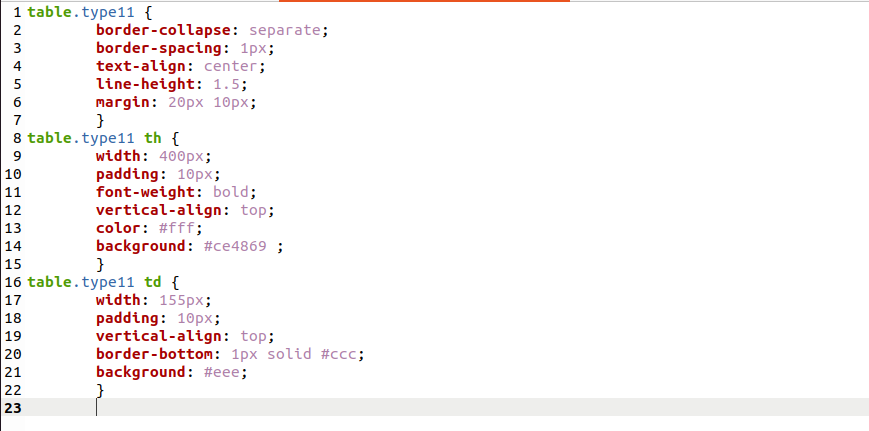 1 table.type11 {
2 border-collapse: separate;
3 border-spacing: 1px;
4 text-align: center;
5 line-height: 1.5;
6 margin: 20px 10px;
7 }
8 table.type11 th {
9 width: 400px;
10 padding: 10px;
11 font-weight: bold;
12 vertical-align: top;
13 color: #fff;
14 background: #ce4869 ;
15 }
16 table.type11 td {
17 width: 155px;
18 padding: 10px;
19 vertical-align: top;
20 border-bottom: 1px solid #ccc;
21 background: #eee;
22 }
23